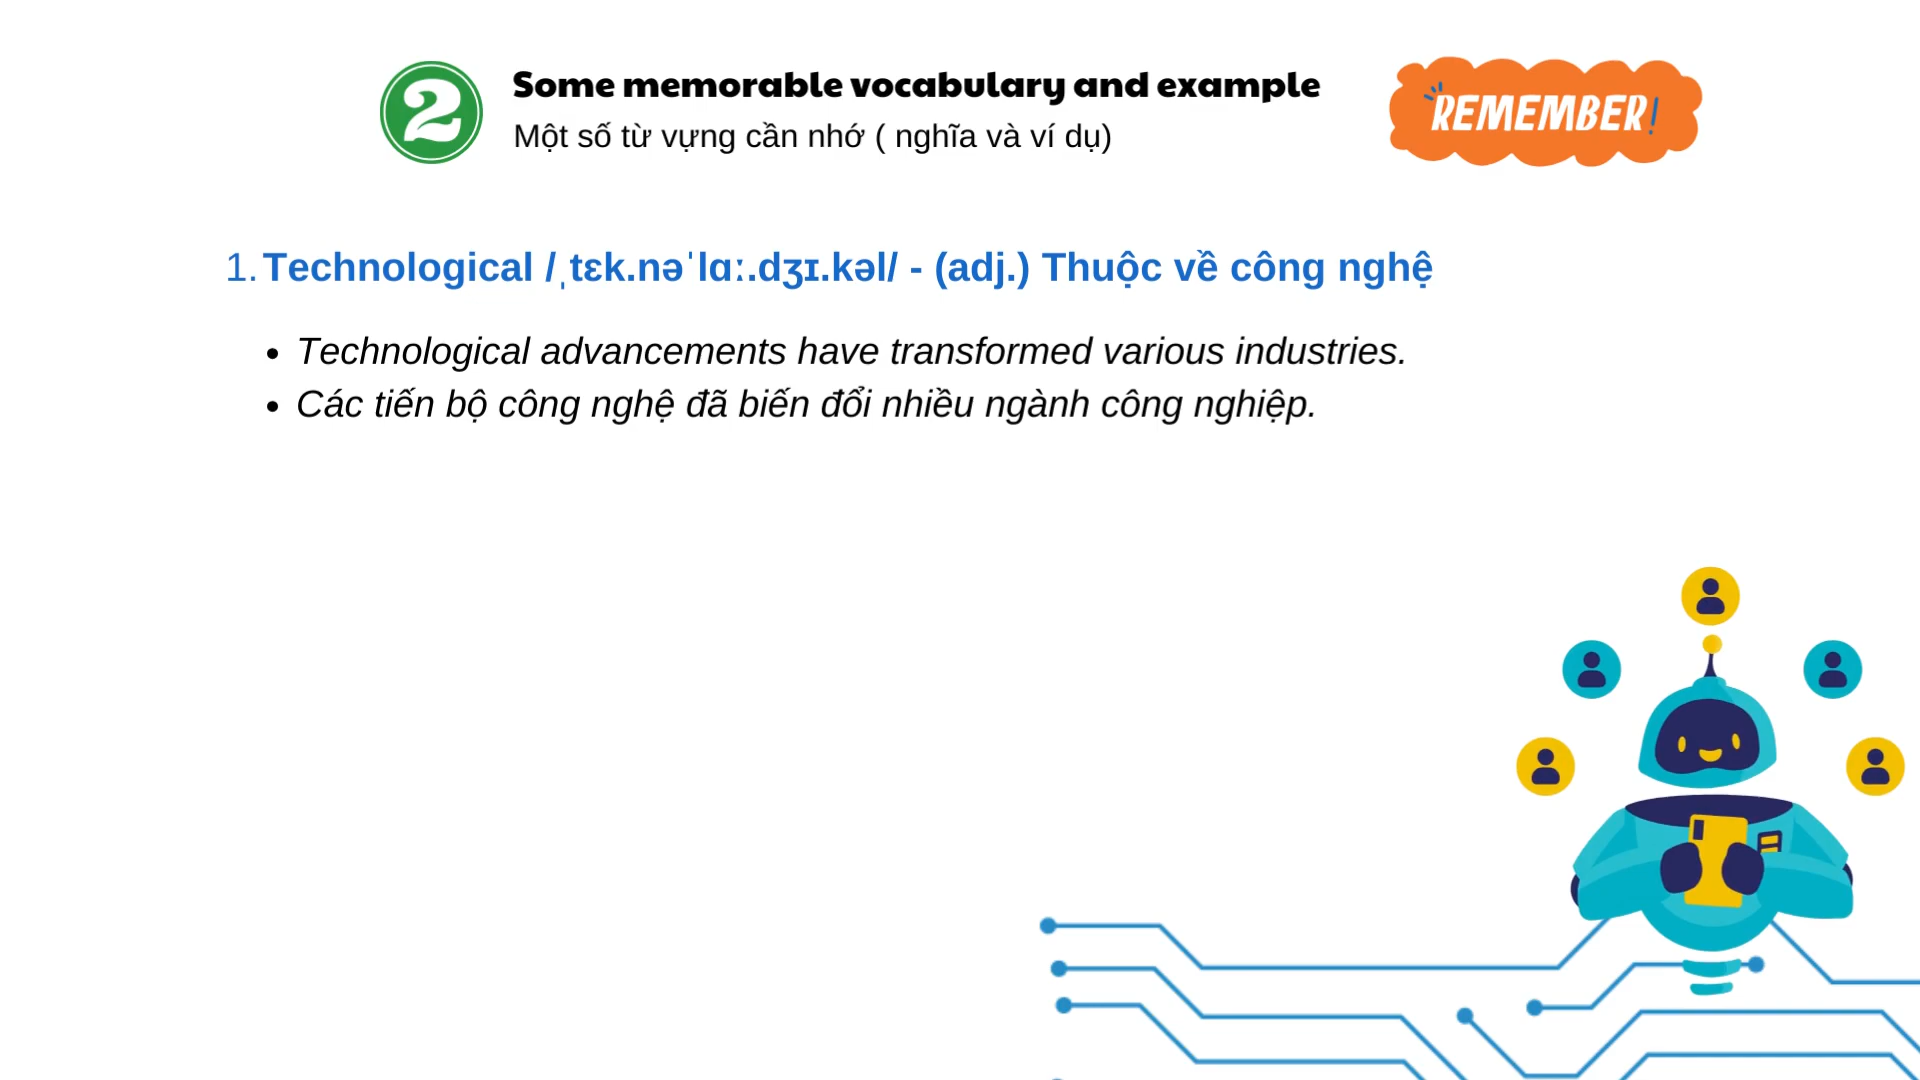 2
Some memorable vocabulary and example
Một số từ vựng cần nhớ ( nghĩa và ví dụ)
REMEMBER!
1. Technological /ˌtɛk.nəˈlɑː.dʒɪ.kəl/ - (adj.) Thuộc về công nghệ
• Technological advancements have transformed various industries.
• Các tiến bộ công nghệ đã biến đổi nhiều ngành công nghiệp.